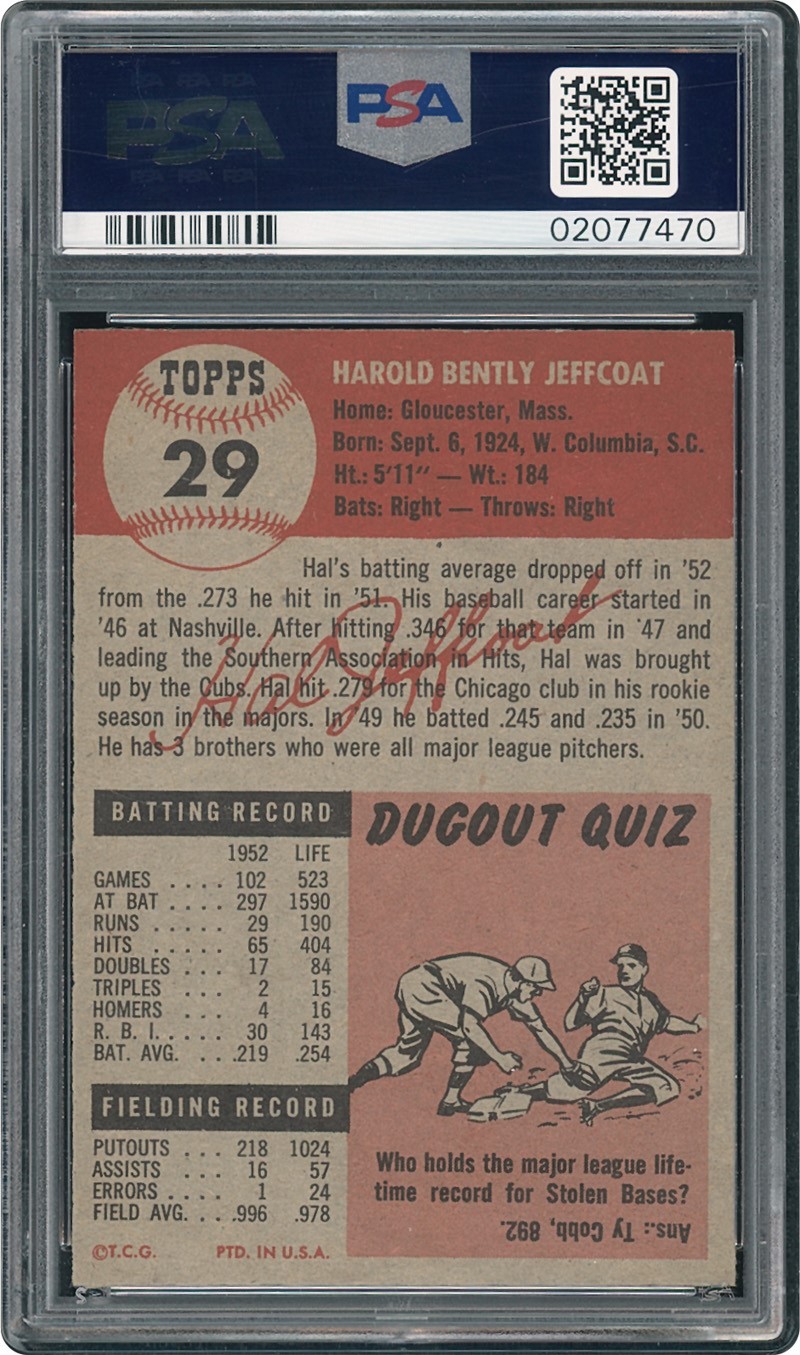 PSA
PSA
02077470
TOPPS
29
HAROLD BENTLY JEFFCOAT
Home: Gloucester, Mass.
Born: Sept. 6, 1924, W. Columbia, S.C.
Ht.: 5'11" — Wt.: 184
Bats: Right — Throws: Right
Hal's batting average dropped off in '52
from the .273 he hit in '51. His baseball career started in
'46 at Nashville. After hitting .346 for that team in '47 and
leading the Southern Association in Hits, Hal was brought
up by the Cubs. Hal hit .279 for the Chicago club in his rookie
season in the majors. In '49 he batted .245 and .235 in '50.
He has 3 brothers who were all major league pitchers.
Hal Jeffcoat
BATTING RECORD
1952 LIFE
GAMES .... 102 523
AT BAT .... 297 1590
RUNS ..... 29 190
HITS ..... 65 404
DOUBLES ... 17 84
TRIPLES ... 2 15
HOMERS ... 4 16
R. B. I. .... 30 143
BAT. AVG. ... .219 .254
FIELDING RECORD
PUTOUTS ... 218 1024
ASSISTS ... 16 57
ERRORS .... 1 24
FIELD AVG. ... .996 .978
©T.C.G. PTD. IN U.S.A.
DUGOUT QUIZ
Who holds the major league life-
time record for Stolen Bases?
Ans.: Ty Cobb, 892.